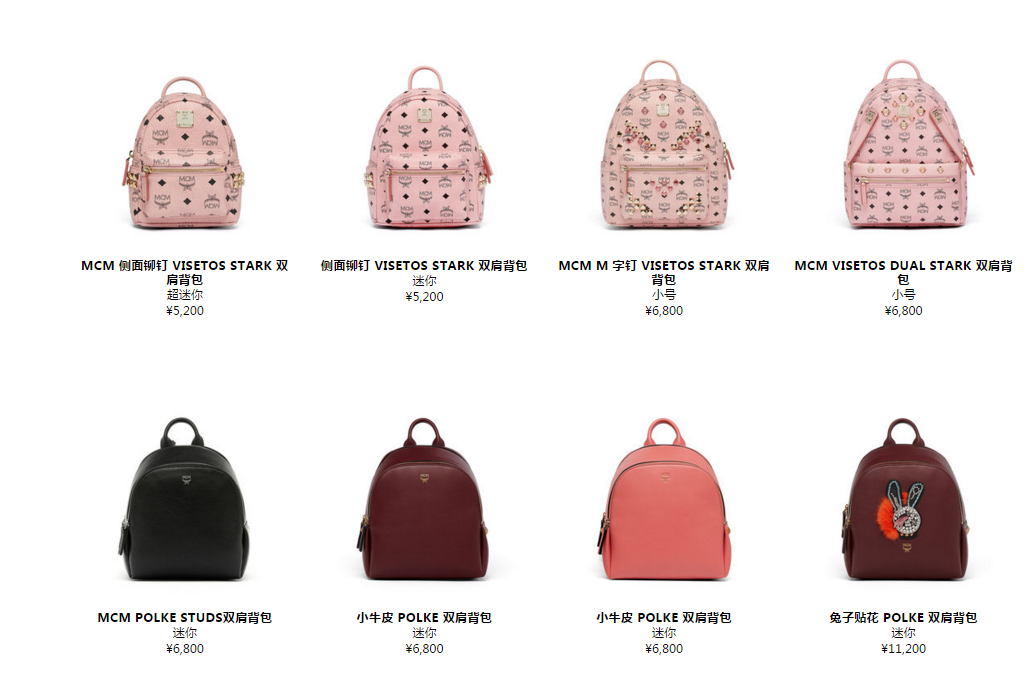 MCM 侧面铆钉 VISETOS STARK 双
肩背包
超迷你
¥5,200
侧面铆钉 VISETOS STARK 双肩背包
迷你
¥5,200
MCM M 字钉 VISETOS STARK 双肩
背包
小号
¥6,800
MCM VISETOS DUAL STARK 双肩背
包
小号
¥6,800
MCM POLKE STUDS双肩背包
迷你
¥6,800
小牛皮 POLKE 双肩背包
迷你
¥6,800
小牛皮 POLKE 双肩背包
迷你
¥6,800
兔子贴花 POLKE 双肩背包
迷你
¥11,200